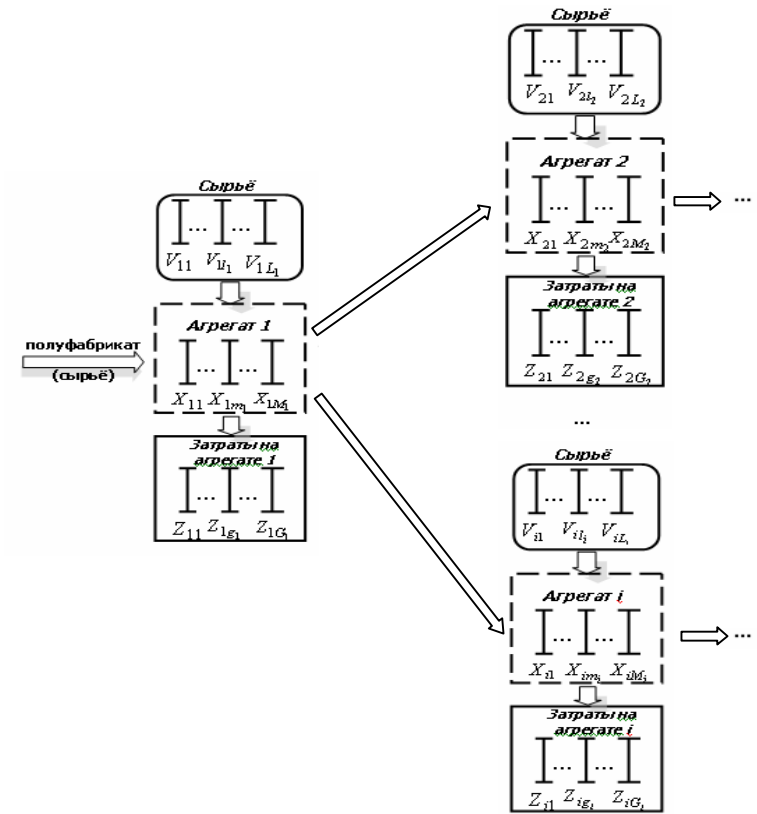 Сырьё
... ...
V11 V1l1 V1L1
Агрегат 1
... ...
X11 X1m1 X1M1
полуфабрикат
(сырьё)
Затраты на
агрегате 1
... ...
Z11 Z1g1 Z1G1
Сырьё
... ...
V21 V2l2 V2L2
Агрегат 2
... ...
X21 X2m2 X2M2
...
Затраты на
агрегате 2
... ...
Z21 Z2g2 Z2G2
...
Сырьё
... ...
Vi1 Vili ViLi
Агрегат i
... ...
Xi1 Ximi XiMi
...
Затраты на
агрегате i
... ...
Zi1 Zigi ZiGi